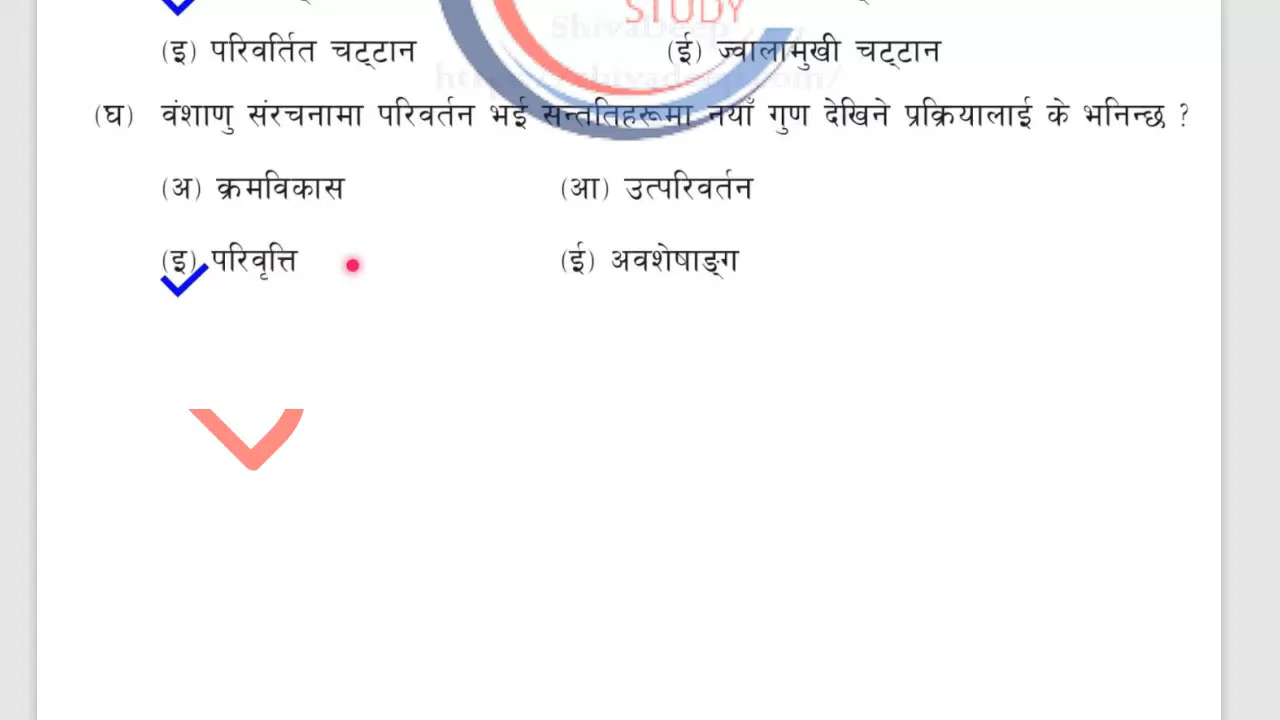 STUDY
ShivaDeep
(इ) परिवर्तित चट्टान (ई) ज्वालामुखी चट्टान
(घ) वंशाणु संरचनामा परिवर्तन भई सन्ततिहरूमा नयाँ गुण देखिने प्रक्रियालाई के भनिन्छ ?
(अ) क्रमविकास (आ) उत्परिवर्तन
(इ) परिवृत्ति (ई) अवशेषाङ्ग